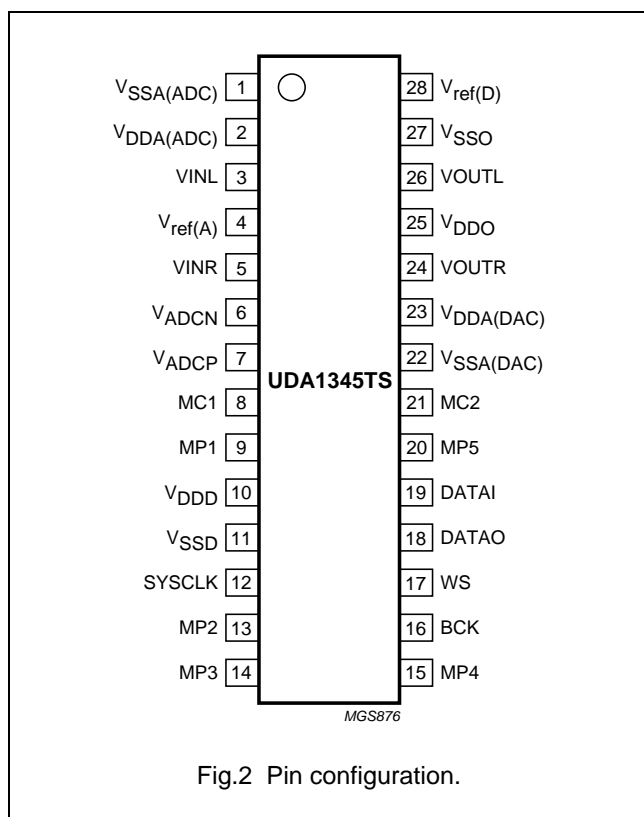 VSSA(ADC) 1 28 Vref(D)
VDDA(ADC) 2 27 VSSO
VINL 3 26 VOUTL
Vref(A) 4 25 VDDO
VINR 5 24 VOUTR
VADCN 6 23 VDDA(DAC)
VADCP 7 22 VSSA(DAC)
UDA1345TS
MC1 8 21 MC2
MP1 9 20 MP5
VDDD 10 19 DATAI
VSSD 11 18 DATAO
SYSCLK 12 17 WS
MP2 13 16 BCK
MP3 14 15 MP4
MGS876
Fig.2 Pin configuration.